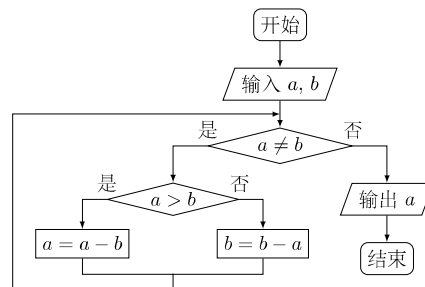 开始
输入 a, b
是
a ≠ b
否
是
a > b
否
输出 a
a = a − b
b = b − a
结束